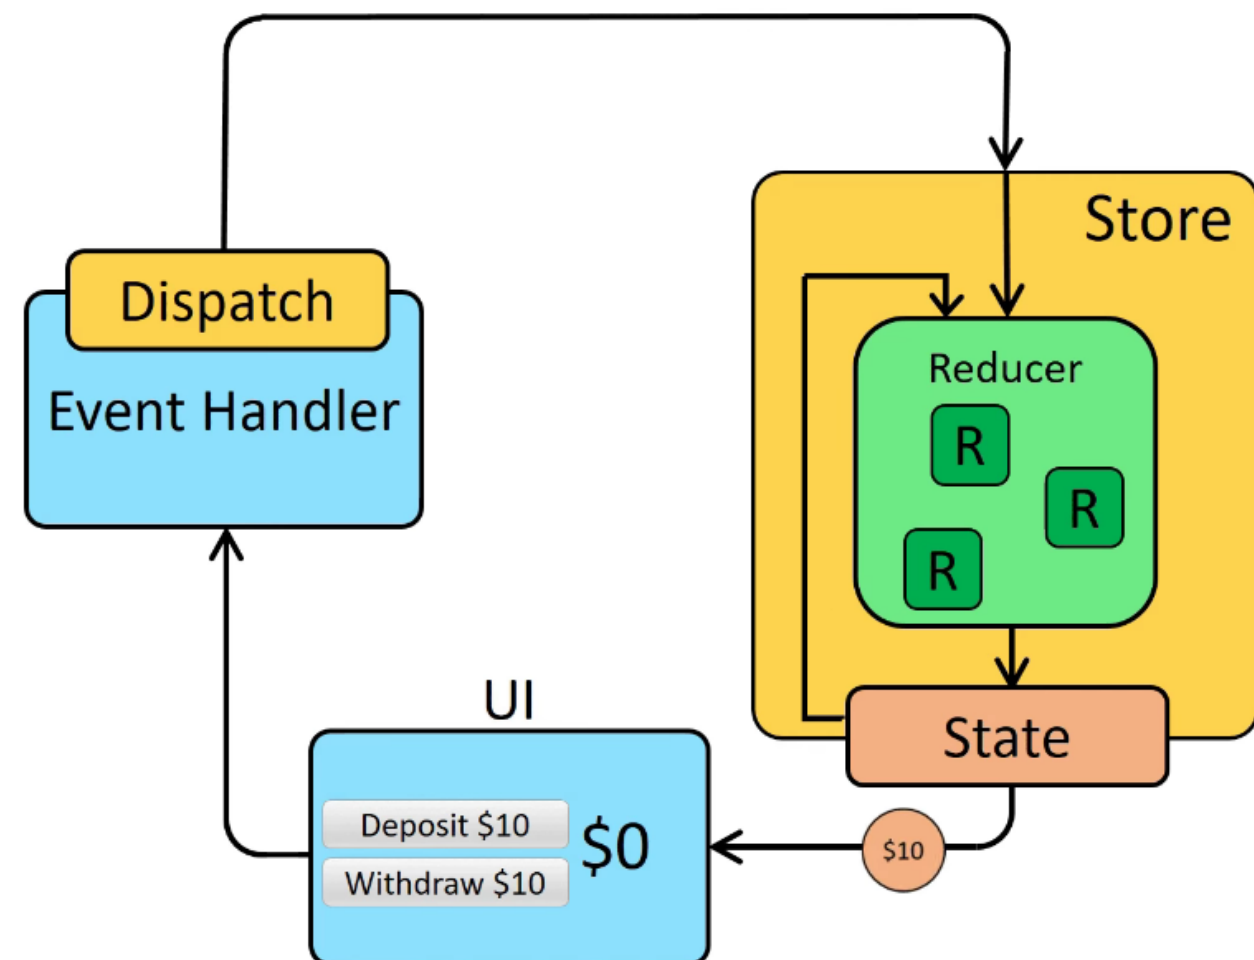 Store
Dispatch
Event Handler
Reducer
R
R
R
UI
State
Deposit $10
$0
Withdraw $10
$10